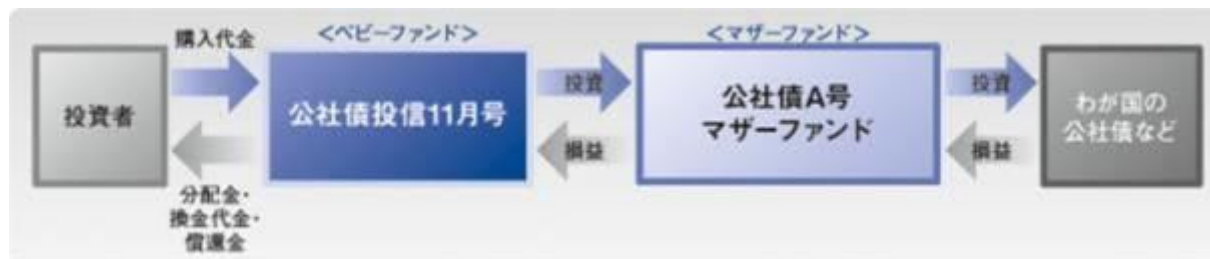 購入代金
<ベビーファンド>
<マザーファンド>
投資者
公社債投信11月号
投資
公社債A号
マザーファンド
投資
わが国の
公社債など
損益
損益
分配金・
換金代金・
償還金